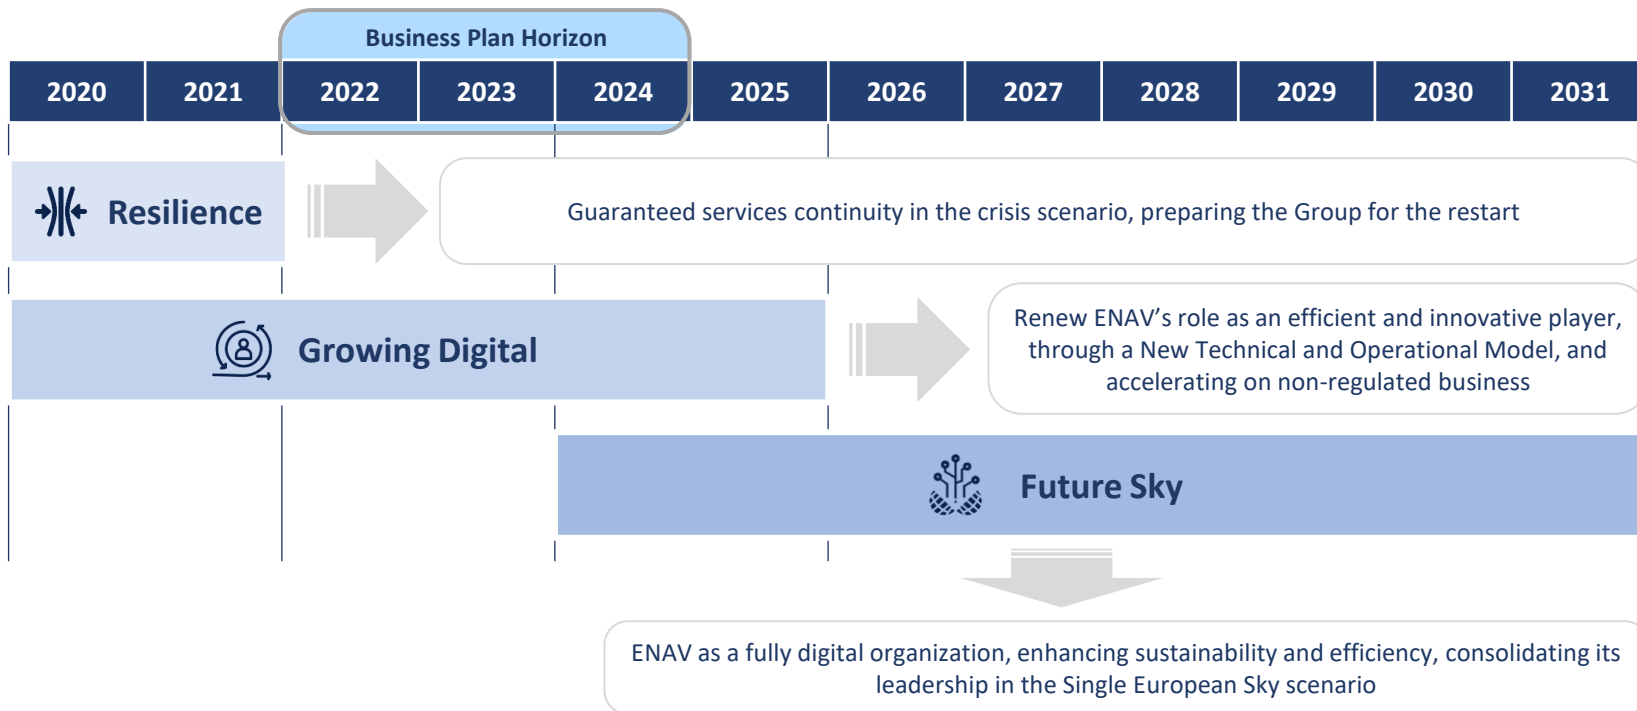 Business Plan Horizon
2020 2021 2022 2023 2024 2025 2026 2027 2028 2029 2030 2031
Resilience
Guaranteed services continuity in the crisis scenario, preparing the Group for the restart
Growing Digital
Renew ENAV’s role as an efficient and innovative player,
through a New Technical and Operational Model, and
accelerating on non-regulated business
Future Sky
ENAV as a fully digital organization, enhancing sustainability and efficiency, consolidating its
leadership in the Single European Sky scenario